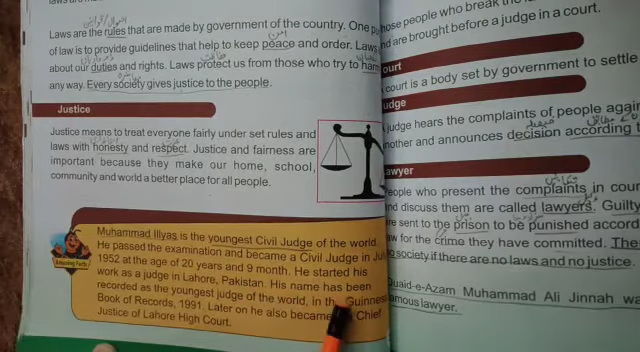 Laws are the rules that are made by government of the country. One
of law is to provide guidelines that help to keep peace and order. Laws
about our duties and rights. Laws protect us from those who try to harm
any way. Every society gives justice to the people.
Justice
Justice means to treat everyone fairly under set rules and
laws with honesty and respect. Justice and fairness are
important because they make our home, school,
community and world a better place for all people.
Amazing Facts
Muhammad Illyas is the youngest Civil Judge of the world.
He passed the examination and became a Civil Judge in
1952 at the age of 20 years and 9 month. He started his
work as a judge in Lahore, Pakistan. His name has been
recorded as the youngest judge of the world, in the Guinness
Book of Records, 1991. Later on he also became Chief
Justice of Lahore High Court.
those people who break
and are brought before a judge in a court.
ourt
court is a body set by government to settle
udge
judge hears the complaints of people again
nother and announces decision according
awyer
eople who present the complaints in cour
nd discuss them are called lawyers. Guilty
re sent to the prison to be punished accord
aw for the crime they have committed. The
o society if there are no laws and no justice.
Quaid-e-Azam Muhammad Ali Jinnah wa
amous lawyer.